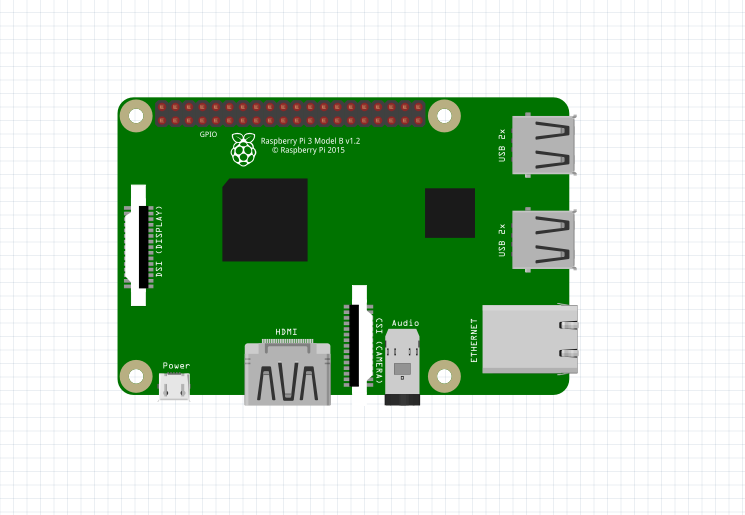 GPIO
Raspberry Pi 3 Model B v1.2
© Raspberry Pi 2015
USB 2x
DSI (DISPLAY)
USB 2x
HDMI
Audio
CSI (CAMERA)
ETHERNET
Power